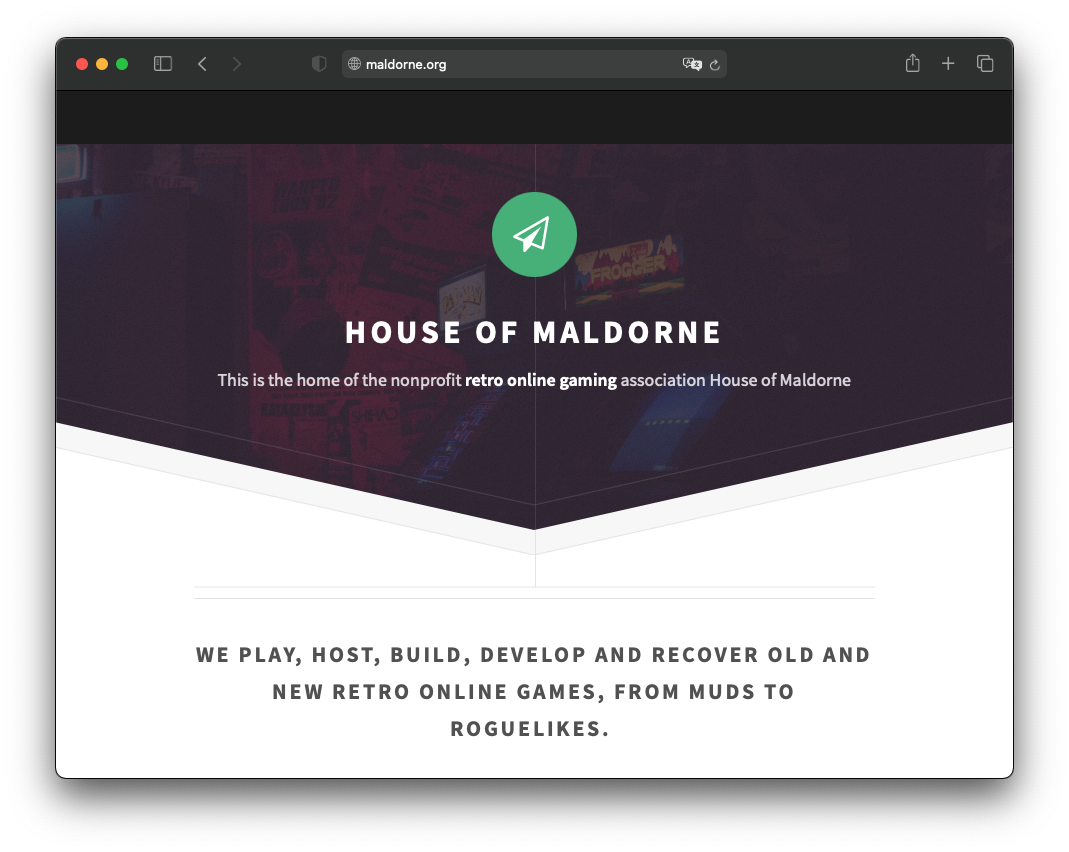 maldorne.org
FROGGER
HOUSE OF MALDORNE
This is the home of the nonprofit retro online gaming association House of Maldorne
WE PLAY, HOST, BUILD, DEVELOP AND RECOVER OLD AND
NEW RETRO ONLINE GAMES, FROM MUDS TO
ROGUELIKES.